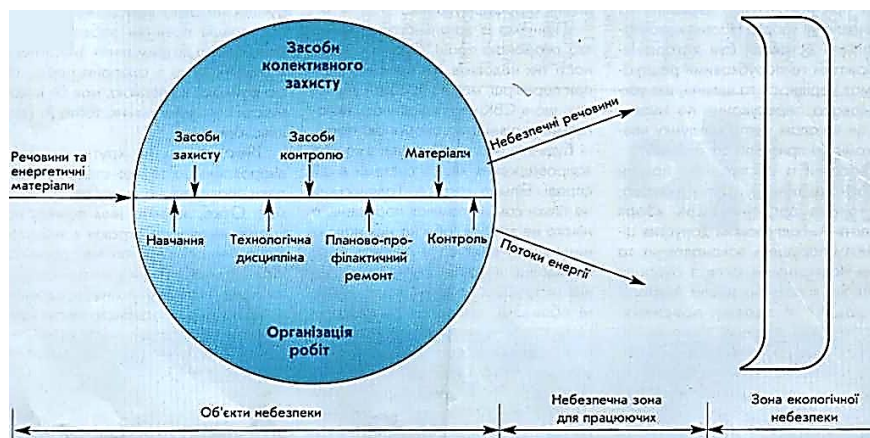 Засоби
колективного
захисту
Засоби
захисту
Засоби
контролю
Матеріали
Небезпечні речовини
Речовини та
енергетичні
матеріали
Навчання
Технологічна
дисципліна
Планово-про-
філактичний
ремонт
Контроль
Потоки енергії
Організація
робіт
Об'єкти небезпеки
Небезпечна зона
для працюючих
Зона екологічної
небезпеки